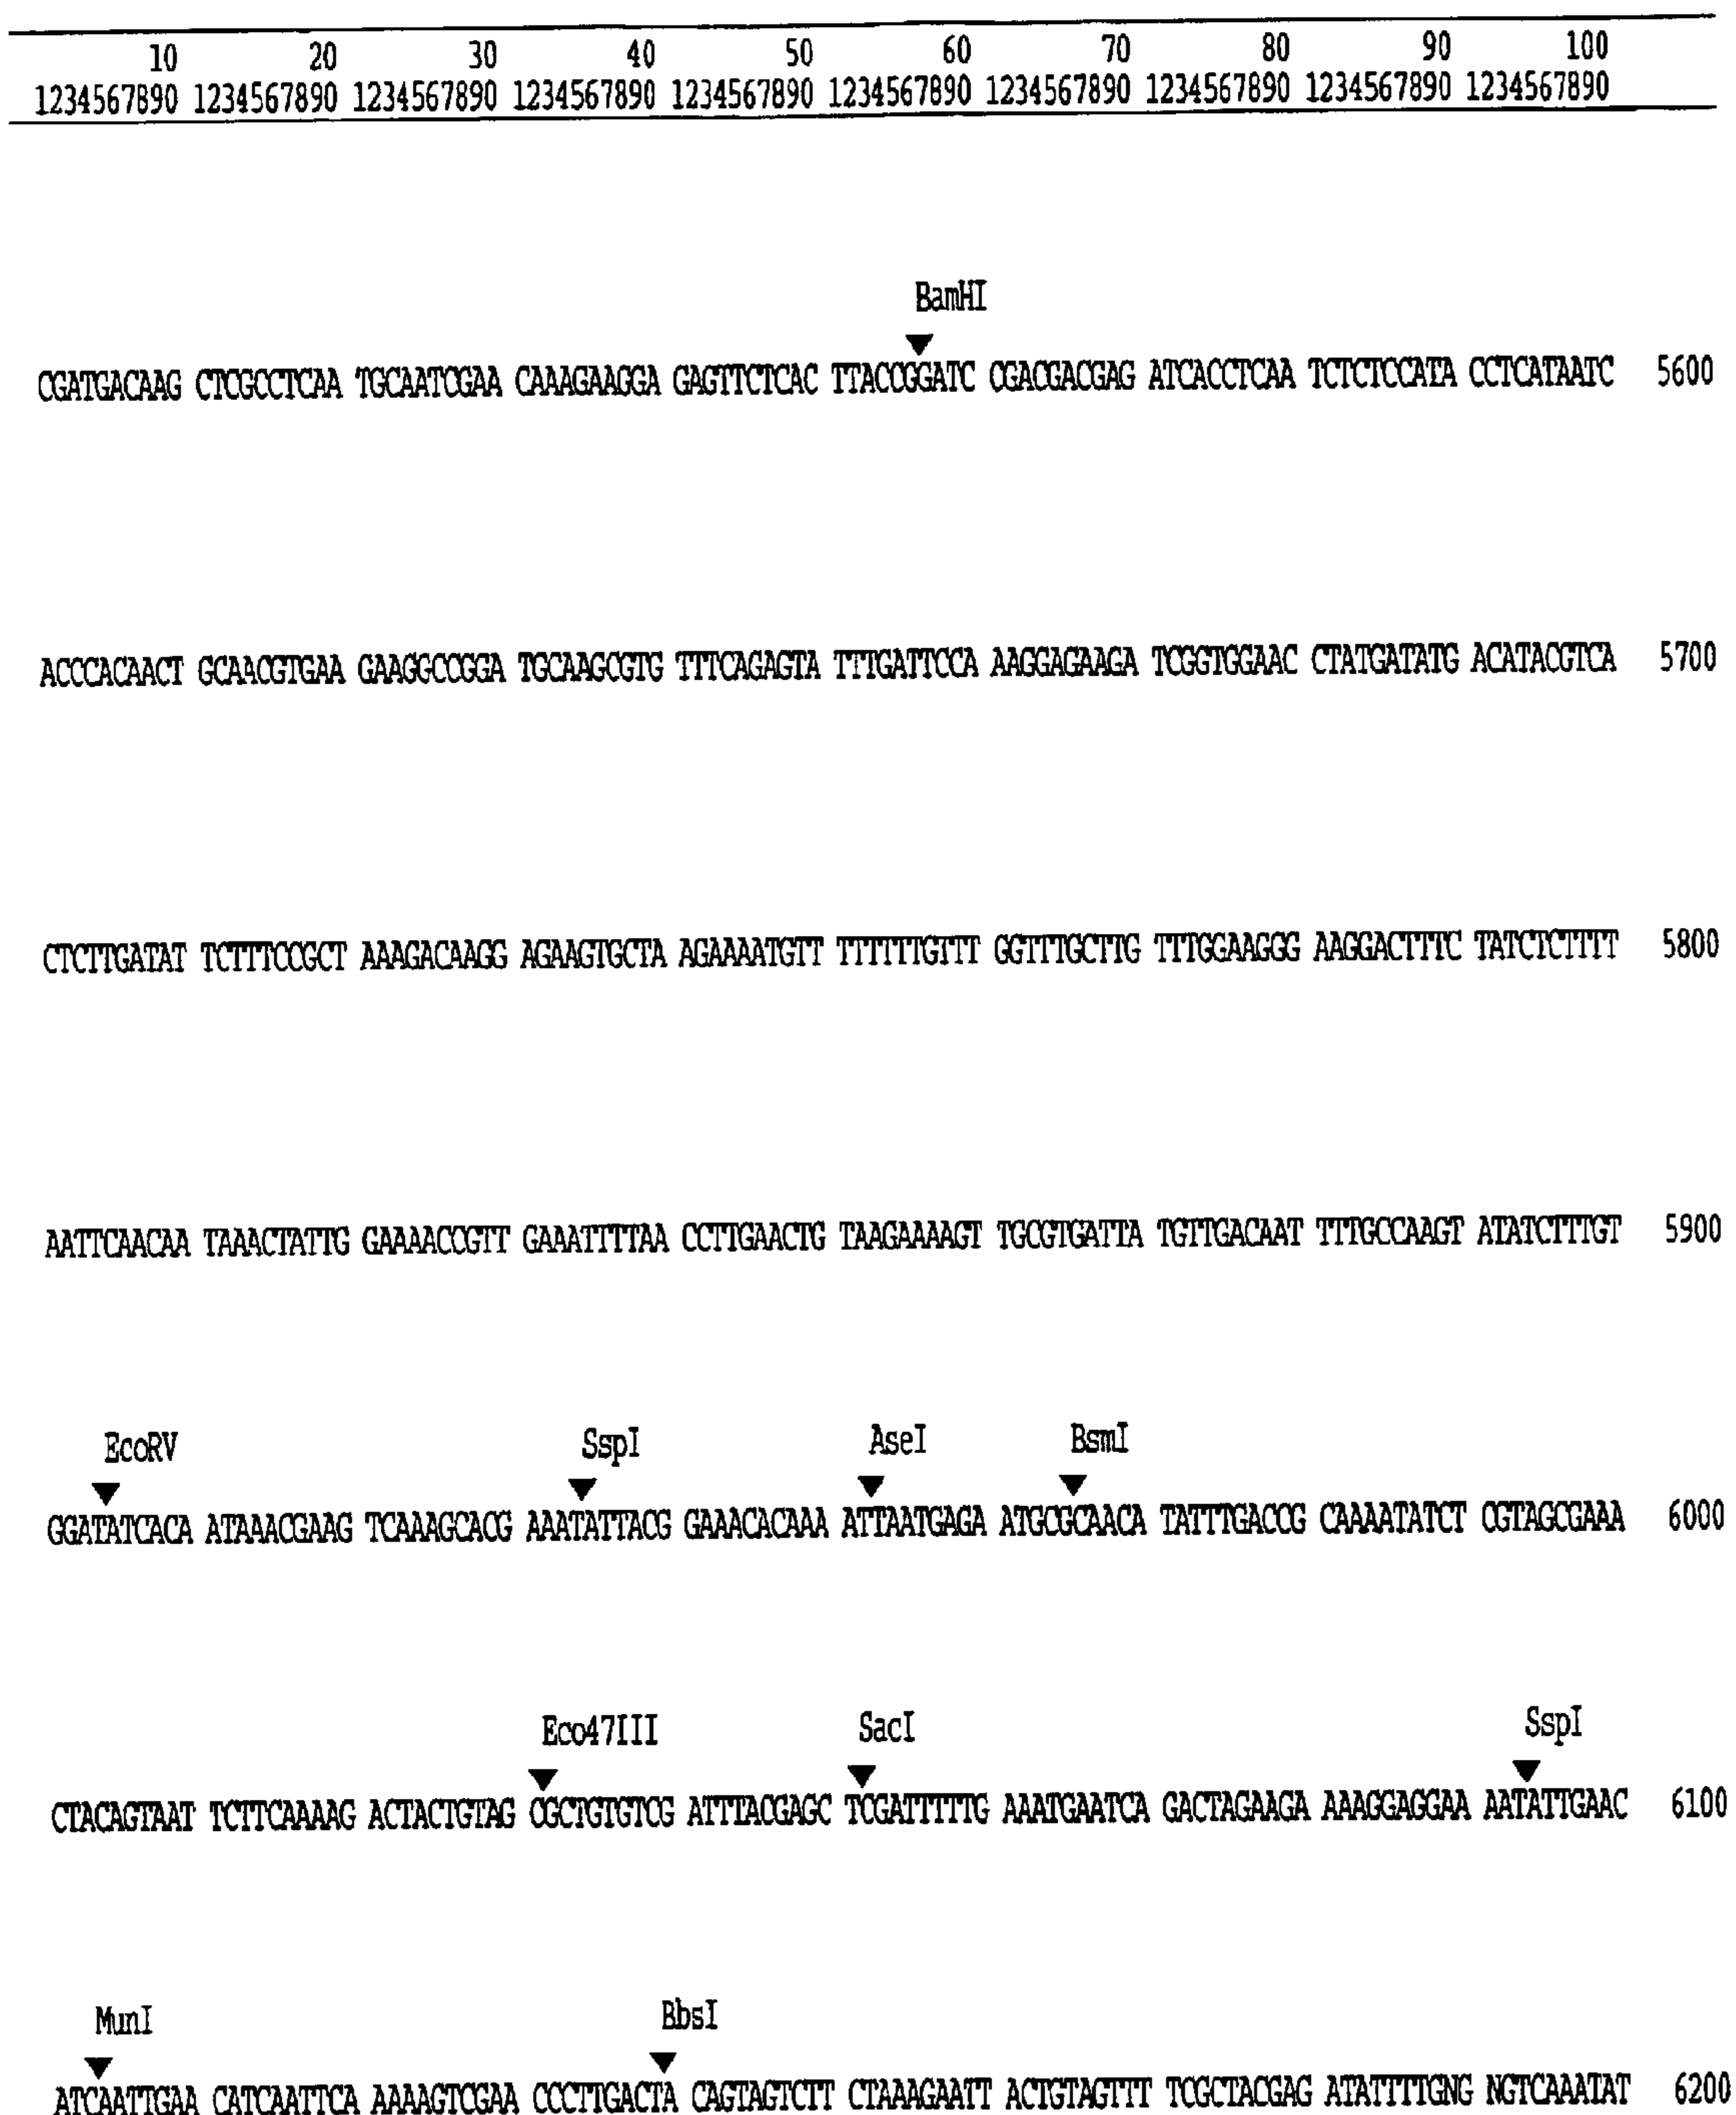 10 20 30 40 50 60 70 80 90 100
1234567890 1234567890 1234567890 1234567890 1234567890 1234567890 1234567890 1234567890 1234567890 1234567890
BamHI
CGATGACAAG CTCGCCTCAA TGCAATCGAA CAAAGAAGGA GAGTTCTCAC TTACCGGATC CGACGACGAG ATCACCTCAA TCTCTCCATA CCTCATAATC 5600
ACCCACAACT GCAACGTGAA GAAGGCCGGA TGCAAGCGTG TTTCAGAGTA TTTGATTCCA AAGGAGAAGA TCGGTGGAAC CTATGATATG ACATACGTCA 5700
CTCTTGATAT TCTTTCCGCT AAAGACAAGG AGAAGTGCTA AGAAAATGTT TTTTTTGTTT GGTTTGCTTG TTTGGAAGGG AAGGACTTTC TATCTCTTTT 5800
AATTCAACAA TAAACTATTG GAAAACCGTT GAAATTTTAA CCTTGAACTG TAAGAAAAGT TGCGTGATTA TGTTGACAAT TTTGCCAAGT ATATCTTTGT 5900
EcoRV SspI AseI BsmI
GGATATCACA ATAAACGAAG TCAAAGCACG AAATATTACG GAAACACAAA ATTAATGAGA ATGCGCAACA TATTTGACCG CAAAATATCT CGTAGCGAAA 6000
Eco47III SacI SspI
CTACAGTAAT TCTTCAAAAG ACTACTGTAG CGCTGTGTCG ATTTACGAGC TCGATTTTTG AAATGAATCA GACTAGAAGA AAAGGAGGAA AATATTGAAC 6100
MunI BbsI
ATCAATTGAA CATCAATTCA AAAAGTCGAA CCCTTGACTA CAGTAGTCTT CTAAAGAATT ACTGTAGTTT TCGCTACGAG ATATTTTGNG NGTCAAATAT 6200